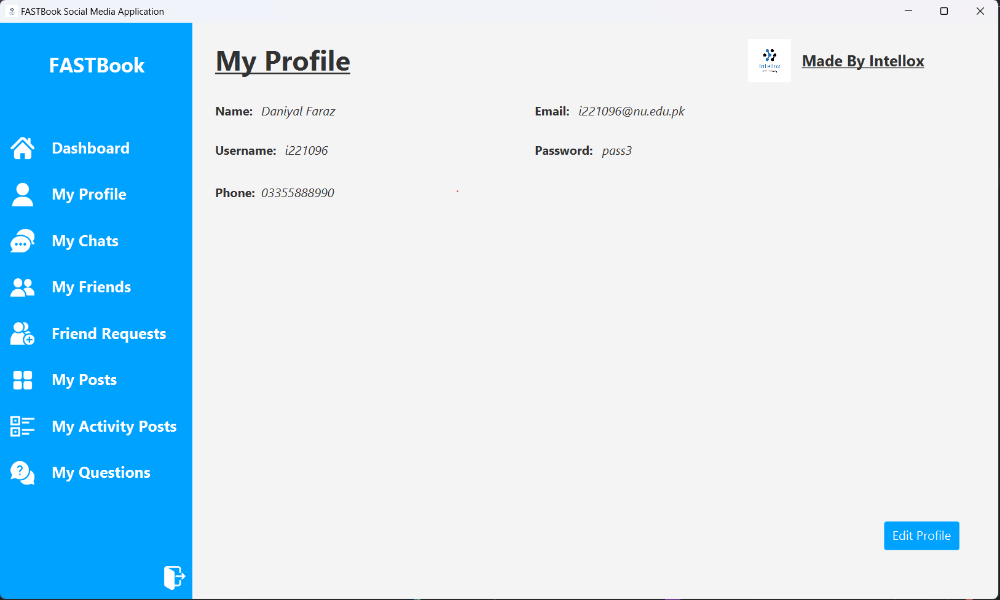 FASTBook Social Media Application
FASTBook
Dashboard
My Profile
My Chats
My Friends
Friend Requests
My Posts
My Activity Posts
My Questions
My Profile
Intellox
Made By Intellox
Name: Daniyal Faraz
Email: i221096@nu.edu.pk
Username: i221096
Password: pass3
Phone: 03355888990
Edit Profile